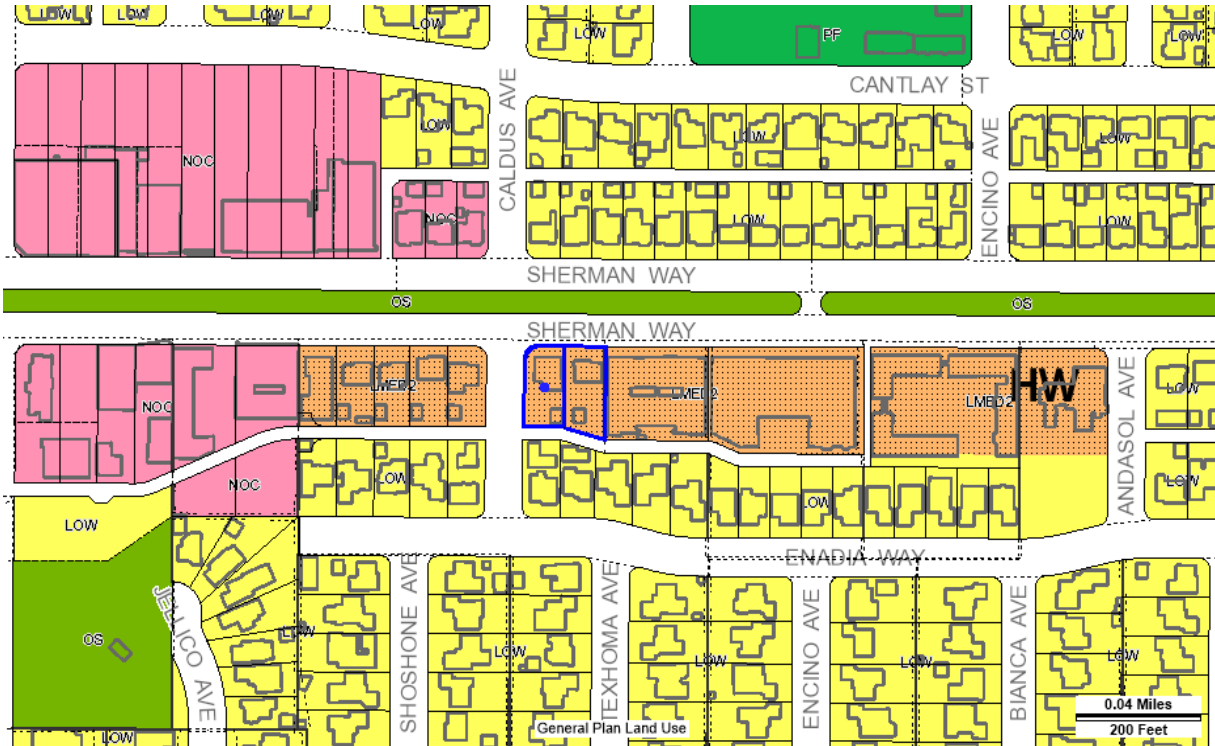 LOW
LOW
LOW
LOW
LOW
PF
LOW
LOW
CANTLAY ST
NOC
LOW
CALDUS AVE
LOW
ENCINO AVE
LOW
NOC
LOW
LOW
SHERMAN WAY
OS
OS
SHERMAN WAY
NOC
LMED2
LMED2
LMED2
HW
ANDASOL AVE
LOW
NOC
LOW
LOW
LOW
LOW
ENADIA WAY
JELLICO AVE
OS
LOW
SHOSHONE AVE
LOW
TEXHOMA AVE
LOW
ENCINO AVE
LOW
BIANCA AVE
LOW
LOW
General Plan Land Use
0.04 Miles
200 Feet